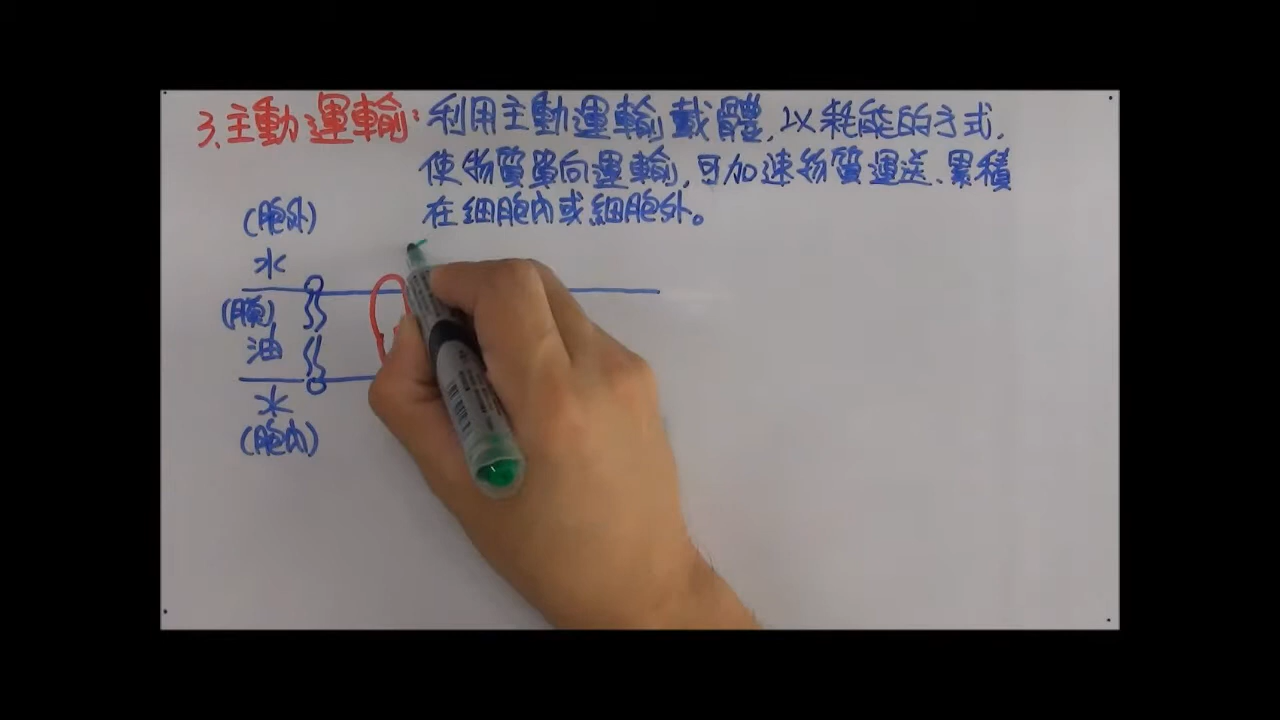 3.主動運輸:利用主動運輸載體,以耗能的方式,
使物質單向運輸,可加速物質運送、累積
在細胞內或細胞外。
(胞外)
水
(膜)
油
水
(胞內)